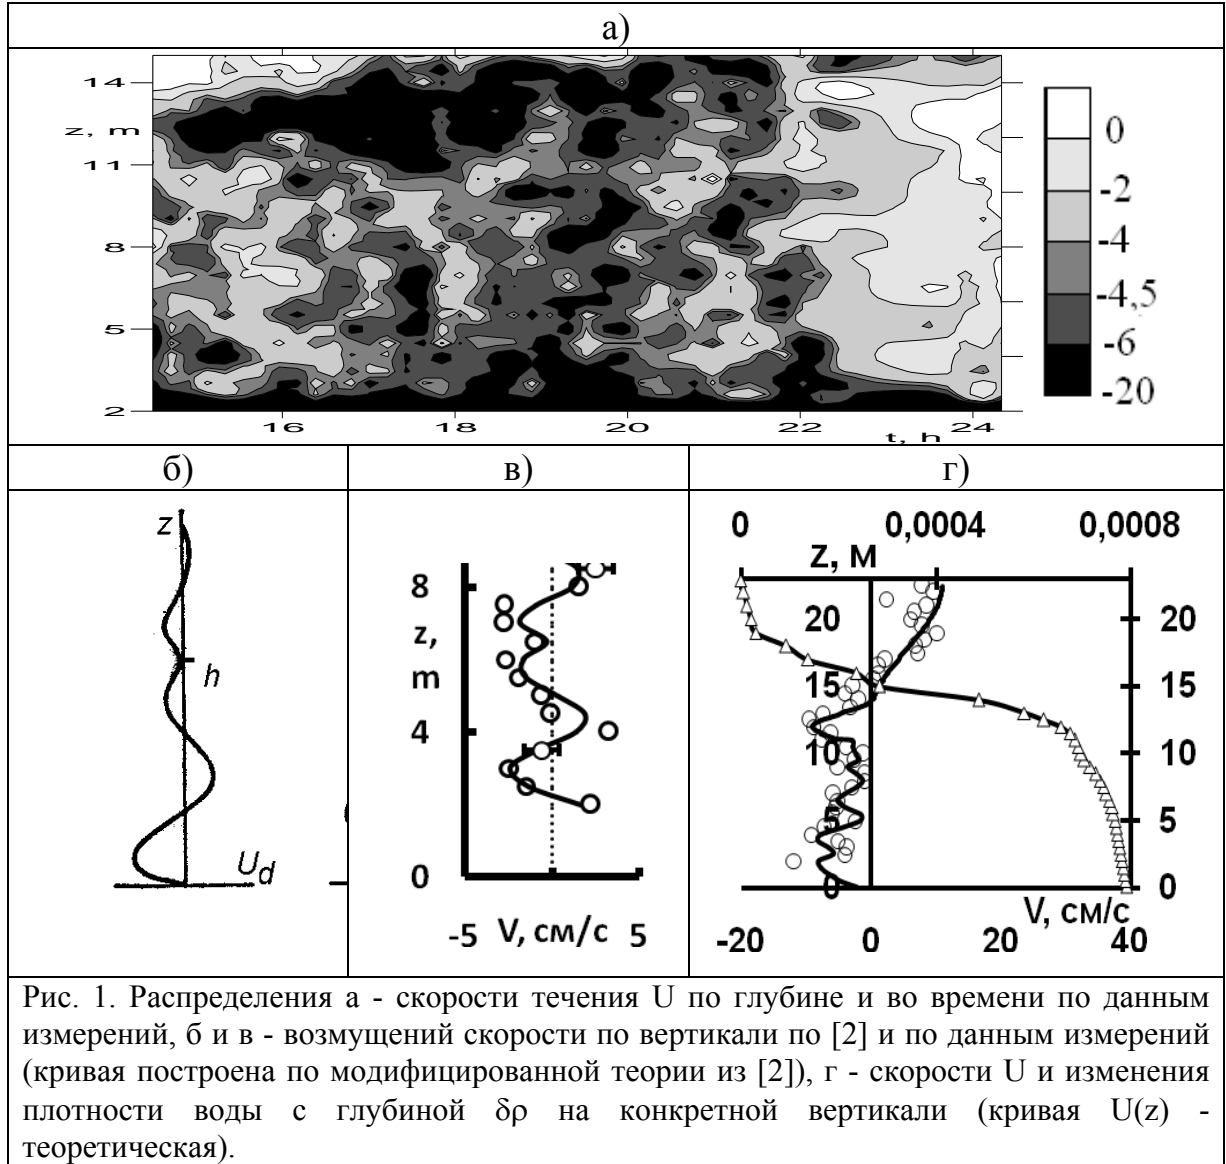 а)
14
z, m
11
8
5
2
16
18
20
22
t, h
24
0
-2
-4
-4,5
-6
-20
б)
в)
г)
z
h
U_d
8
z,
m
4
0
-5
V, см/с
5
0
0,0004
0,0008
z, м
20
20
15
15
10
10
5
5
0
0
V, см/с
-20
0
20
40
Рис. 1. Распределения а - скорости течения U по глубине и во времени по данным
измерений, б и в - возмущений скорости по вертикали по [2] и по данным измерений
(кривая построена по модифицированной теории из [2]), г - скорости U и изменения
плотности воды с глубиной δρ на конкретной вертикали (кривая U(z) -
теоретическая).